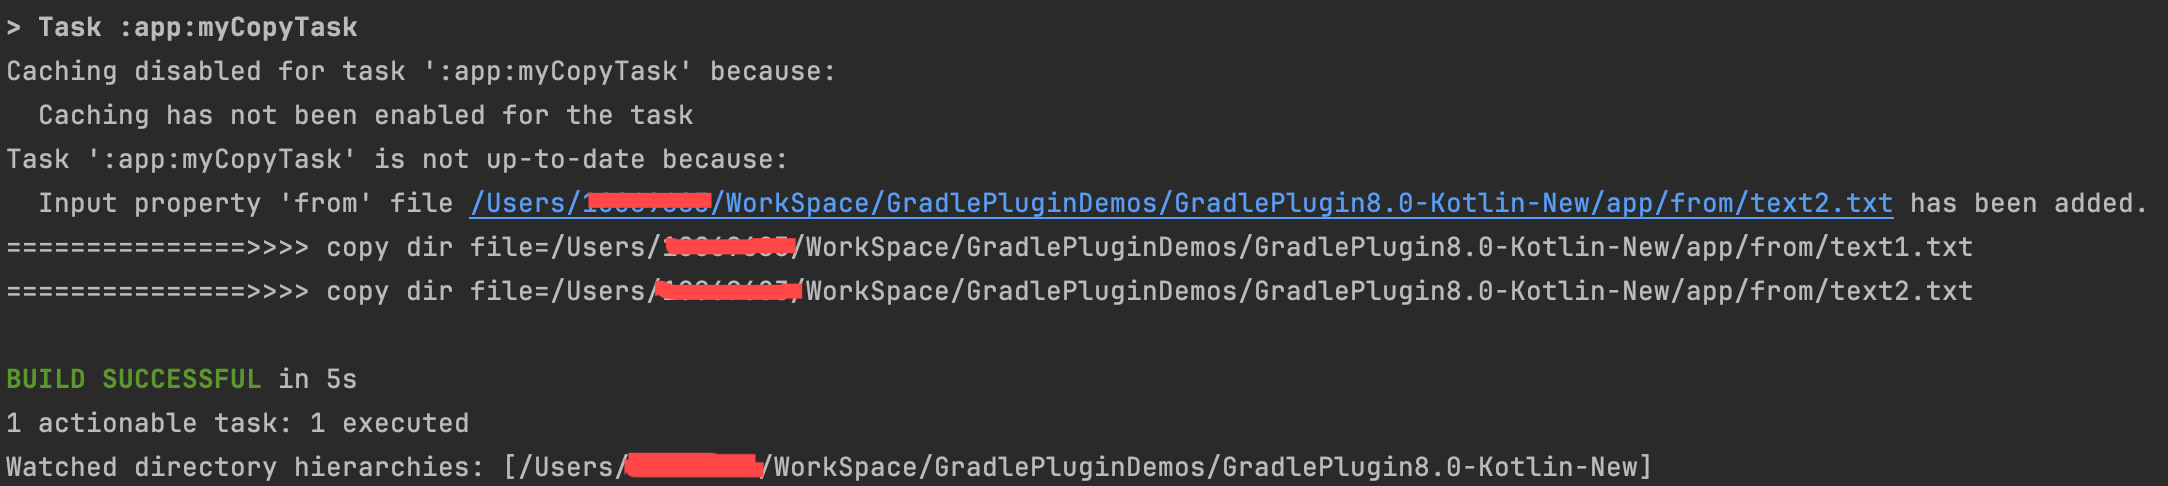 > Task :app:myCopyTask
Caching disabled for task ':app:myCopyTask' because:
  Caching has not been enabled for the task
Task ':app:myCopyTask' is not up-to-date because:
  Input property 'from' file /Users/ /WorkSpace/GradlePluginDemos/GradlePlugin8.0-Kotlin-New/app/from/text2.txt has been added.
===============>>>> copy dir file=/Users/ /WorkSpace/GradlePluginDemos/GradlePlugin8.0-Kotlin-New/app/from/text1.txt
===============>>>> copy dir file=/Users/ /WorkSpace/GradlePluginDemos/GradlePlugin8.0-Kotlin-New/app/from/text2.txt
BUILD SUCCESSFUL in 5s
1 actionable task: 1 executed
Watched directory hierarchies: [/Users/ /WorkSpace/GradlePluginDemos/GradlePlugin8.0-Kotlin-New]